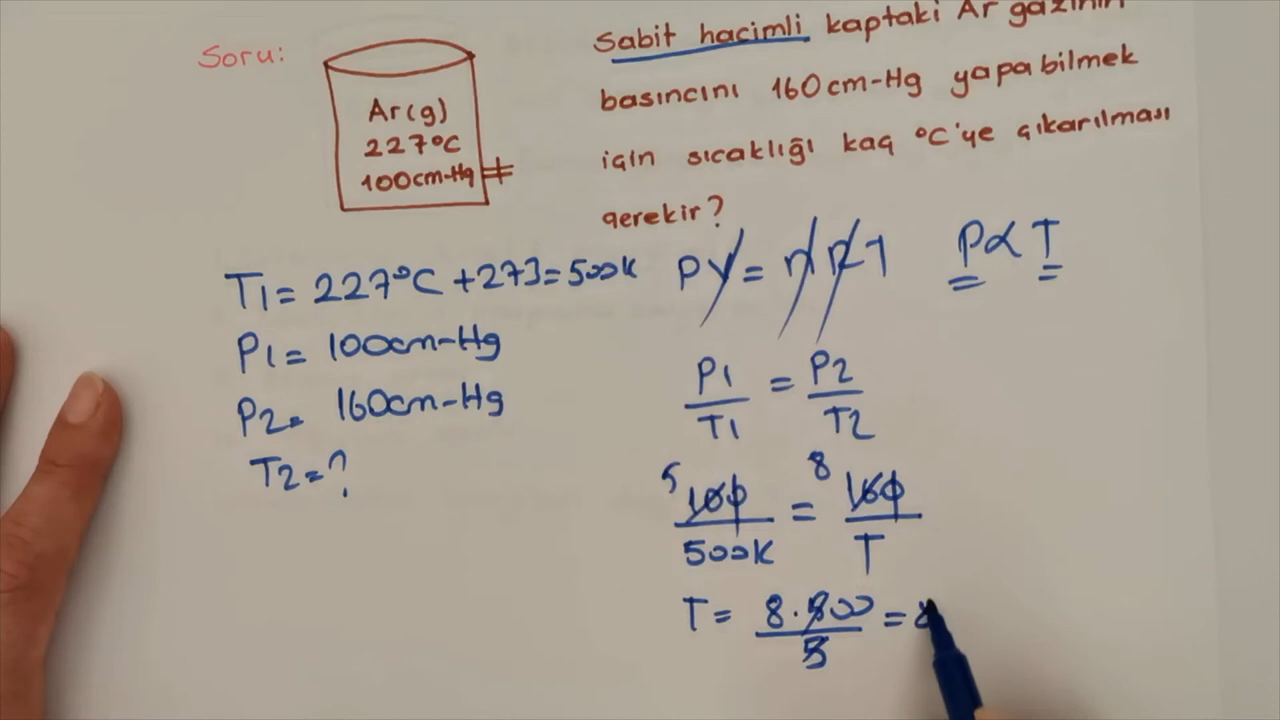 Soru:
Ar(g)
227°C
100cm-Hg
Sabit hacimli kaptaki Ar gazının
basıncını 160cm-Hg yapabilmek
için sıcaklığı kaç °C'ye çıkarılması
gerekir?
T1 = 227°C +273=500K
P1 = 100cm-Hg
P2 = 160cm-Hg
T2 = ?
PV = nRT
P∝T
P1/T1 = P2/T2
5 100/500K = 8 160/T
T = 8.500/5 = 8